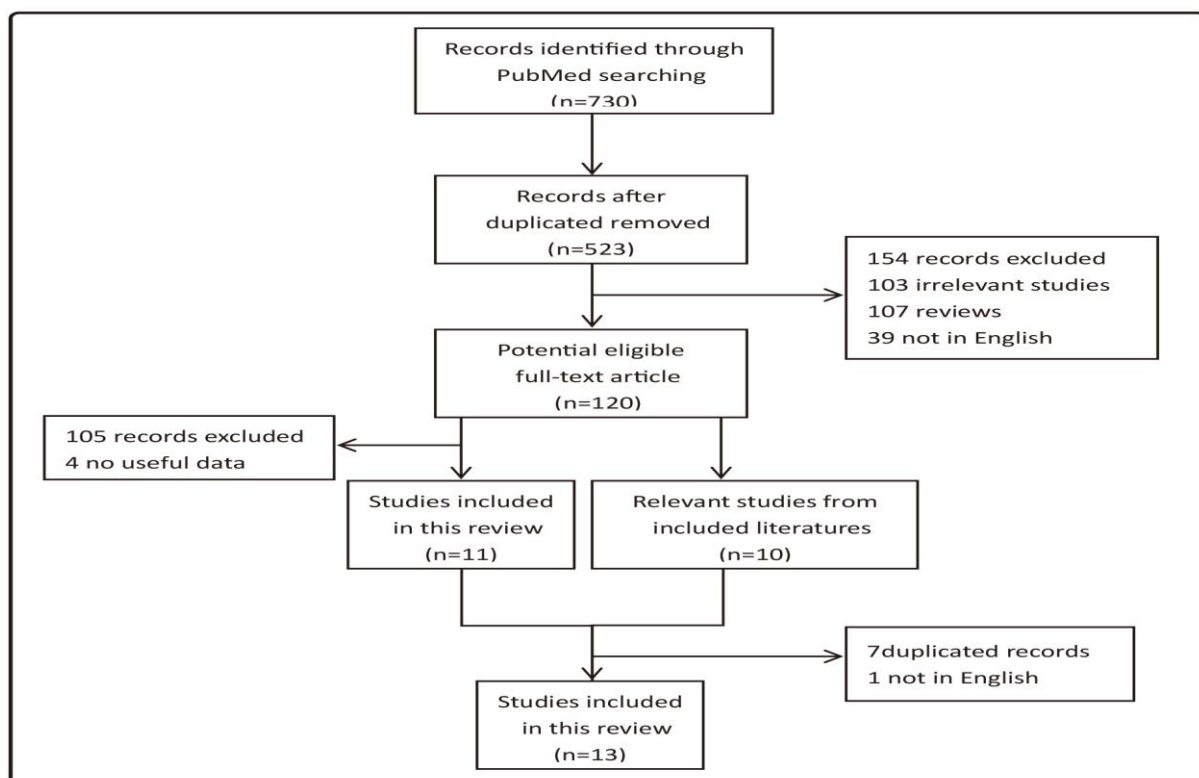 Records identified through
PubMed searching
(n=730)
Records after
duplicated removed
(n=523)
154 records excluded
103 irrelevant studies
107 reviews
39 not in English
Potential eligible
full-text article
(n=120)
105 records excluded
4 no useful data
Studies included
in this review
(n=11)
Relevant studies from
included literatures
(n=10)
7duplicated records
1 not in English
Studies included
in this review
(n=13)